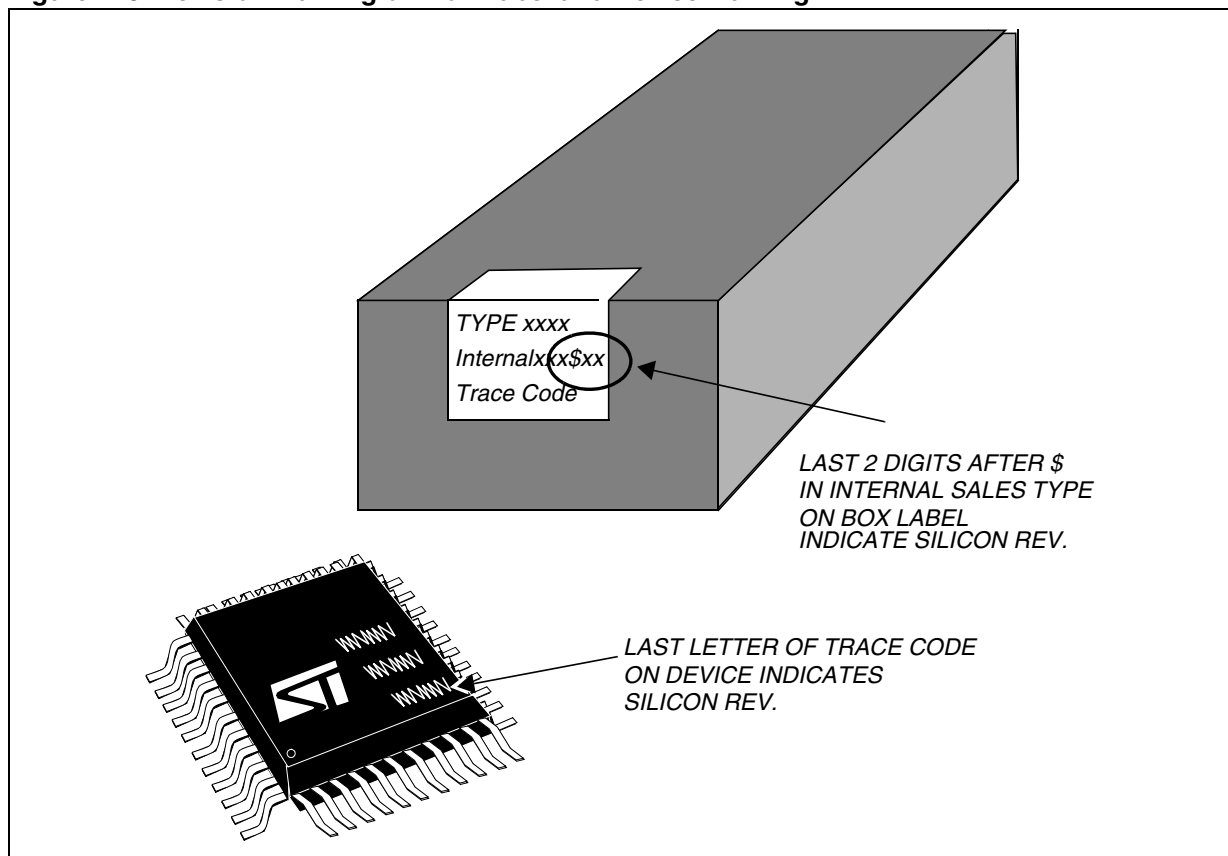 TYPE xxxx
Internalxxx$xx
Trace Code
LAST 2 DIGITS AFTER $
IN INTERNAL SALES TYPE
ON BOX LABEL
INDICATE SILICON REV.
LAST LETTER OF TRACE CODE
ON DEVICE INDICATES
SILICON REV.
ST